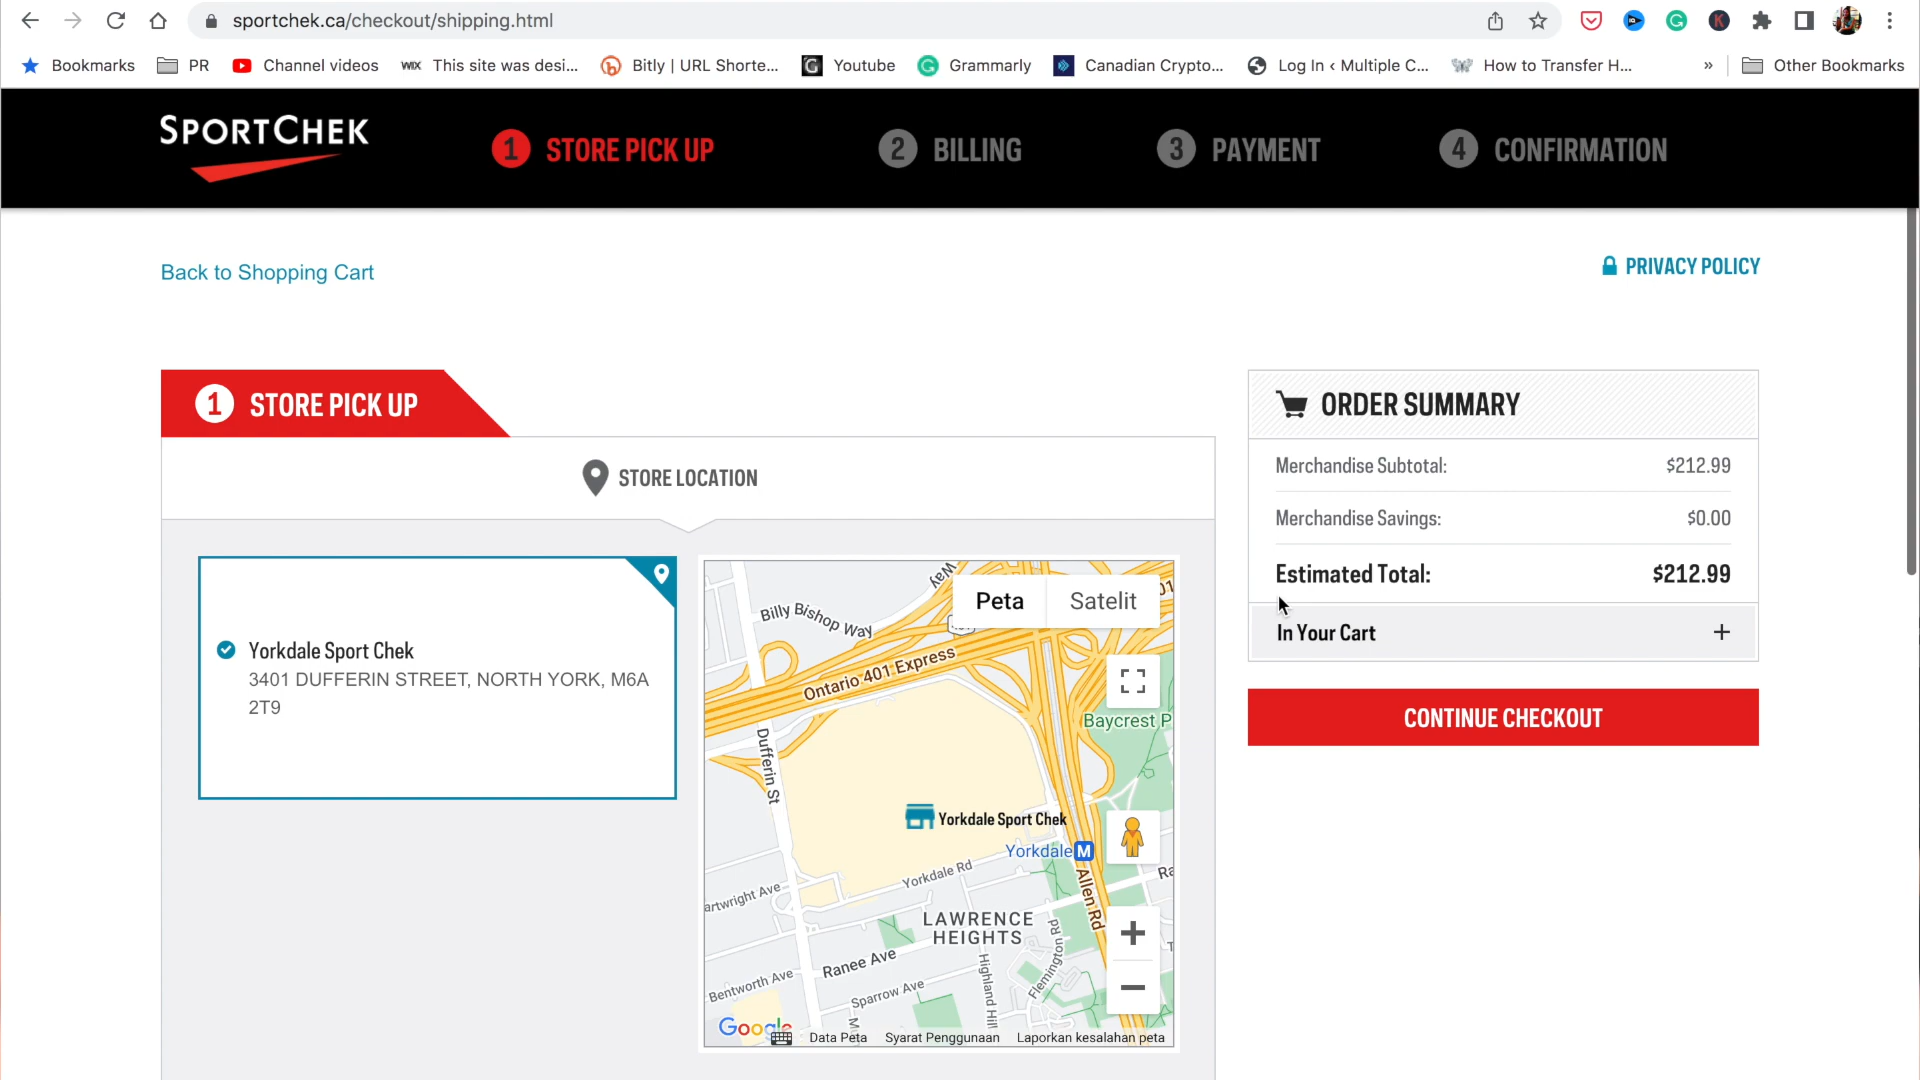 sportchek.ca/checkout/shipping.html
Bookmarks PR Channel videos WIX This site was desi... Bitly | URL Shorte... Youtube Grammarly Canadian Crypto... Log In ‹ Multiple C... How to Transfer H... » Other Bookmarks
SPORTCHEK
1 STORE PICK UP
2 BILLING
3 PAYMENT
4 CONFIRMATION
Back to Shopping Cart
PRIVACY POLICY
1 STORE PICK UP
STORE LOCATION
Yorkdale Sport Chek
3401 DUFFERIN STREET, NORTH YORK, M6A
2T9
Way
Peta Satelit
Billy Bishop Way
Ontario 401 Express
Baycrest P
Dufferin St
Yorkdale Sport Chek
Yorkdale M
Yorkdale Rd
Allen Rd
Ra
artwright Ave
LAWRENCE
HEIGHTS
Ranee Ave
Flemington Rd
Highland Hill
Bentworth Ave
Sparrow Ave
Google
Data Peta Syarat Penggunaan Laporkan kesalahan peta
ORDER SUMMARY
Merchandise Subtotal: $212.99
Merchandise Savings: $0.00
Estimated Total: $212.99
In Your Cart +
CONTINUE CHECKOUT